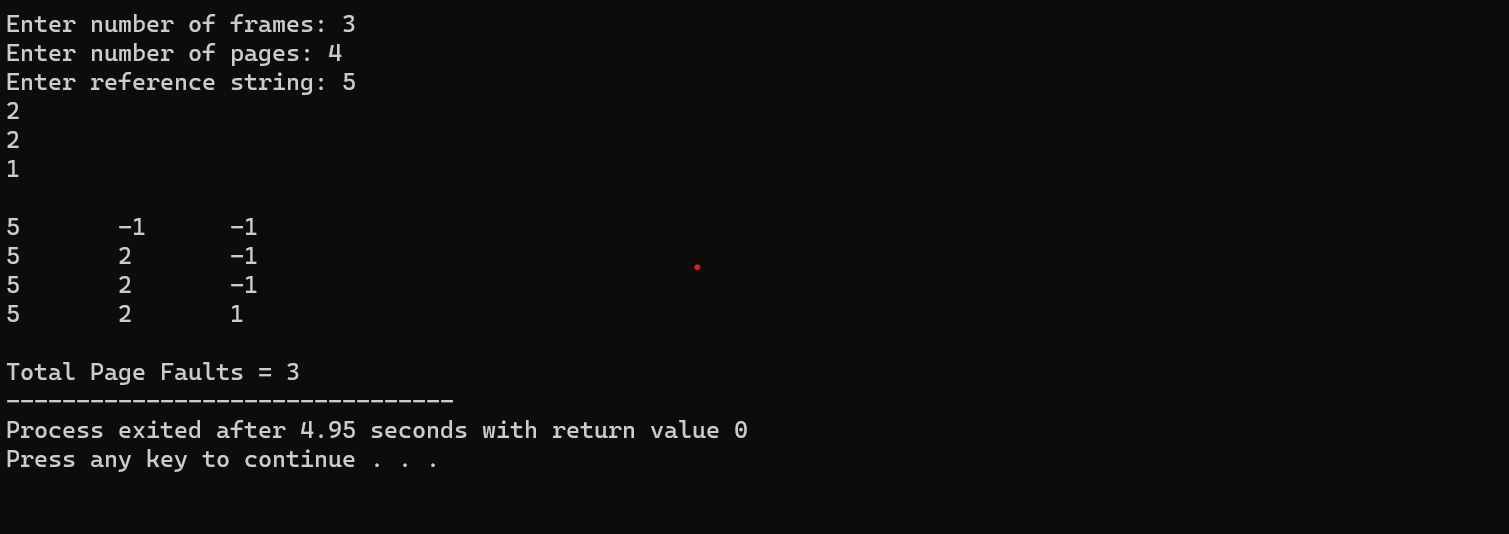 Enter number of frames: 3
Enter number of pages: 4
Enter reference string: 5
2
2
1
5       -1      -1
5       2       -1
5       2       -1
5       2       1
Total Page Faults = 3
--------------------------------
Process exited after 4.95 seconds with return value 0
Press any key to continue . . .